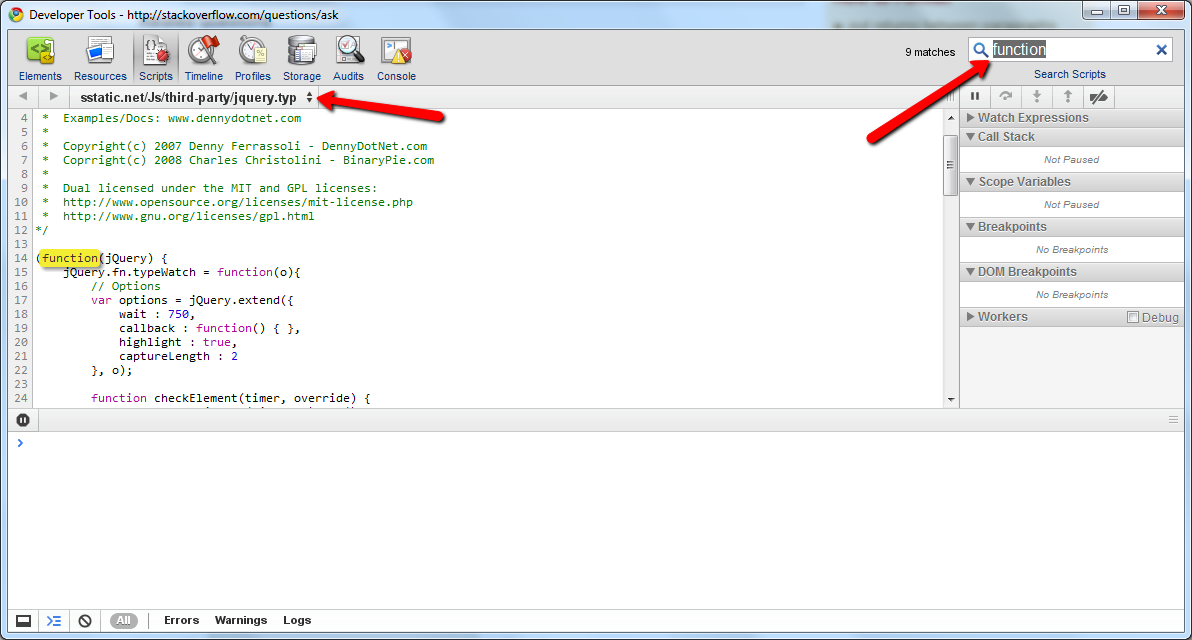 Developer Tools - http://stackoverflow.com/questions/ask
Elements Resources Scripts Timeline Profiles Storage Audits Console
9 matches
function
Search Scripts
sstatic.net/Js/third-party/jquery.typ
4 * Examples/Docs: www.dennydotnet.com
5 *
6 * Copyright(c) 2007 Denny Ferrassoli - DennyDotNet.com
7 * Coprright(c) 2008 Charles Christolini - BinaryPie.com
8 *
9 * Dual licensed under the MIT and GPL licenses:
10 * http://www.opensource.org/licenses/mit-license.php
11 * http://www.gnu.org/licenses/gpl.html
12 */
13
14 (function(jQuery) {
15 jQuery.fn.typeWatch = function(o){
16 // Options
17 var options = jQuery.extend({
18 wait : 750,
19 callback : function() { },
20 highlight : true,
21 captureLength : 2
22 }, o);
23
24 function checkElement(timer, override) {
Watch Expressions
Call Stack
Not Paused
Scope Variables
Not Paused
Breakpoints
No Breakpoints
DOM Breakpoints
No Breakpoints
Workers Debug
All Errors Warnings Logs